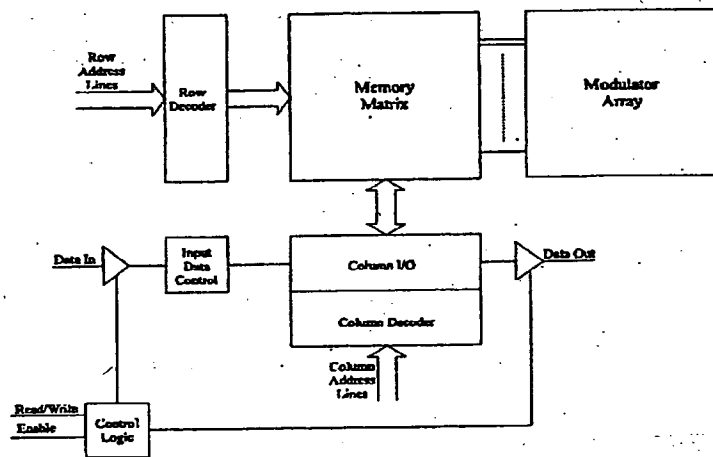 Row
Address
Lines
Row
Decoder
Memory
Matrix
Modulator
Array
Data In
Input
Data
Control
Column I/O
Data Out
Column Decoder
Column
Address
Lines
Read/Write
Enable
Control
Logic